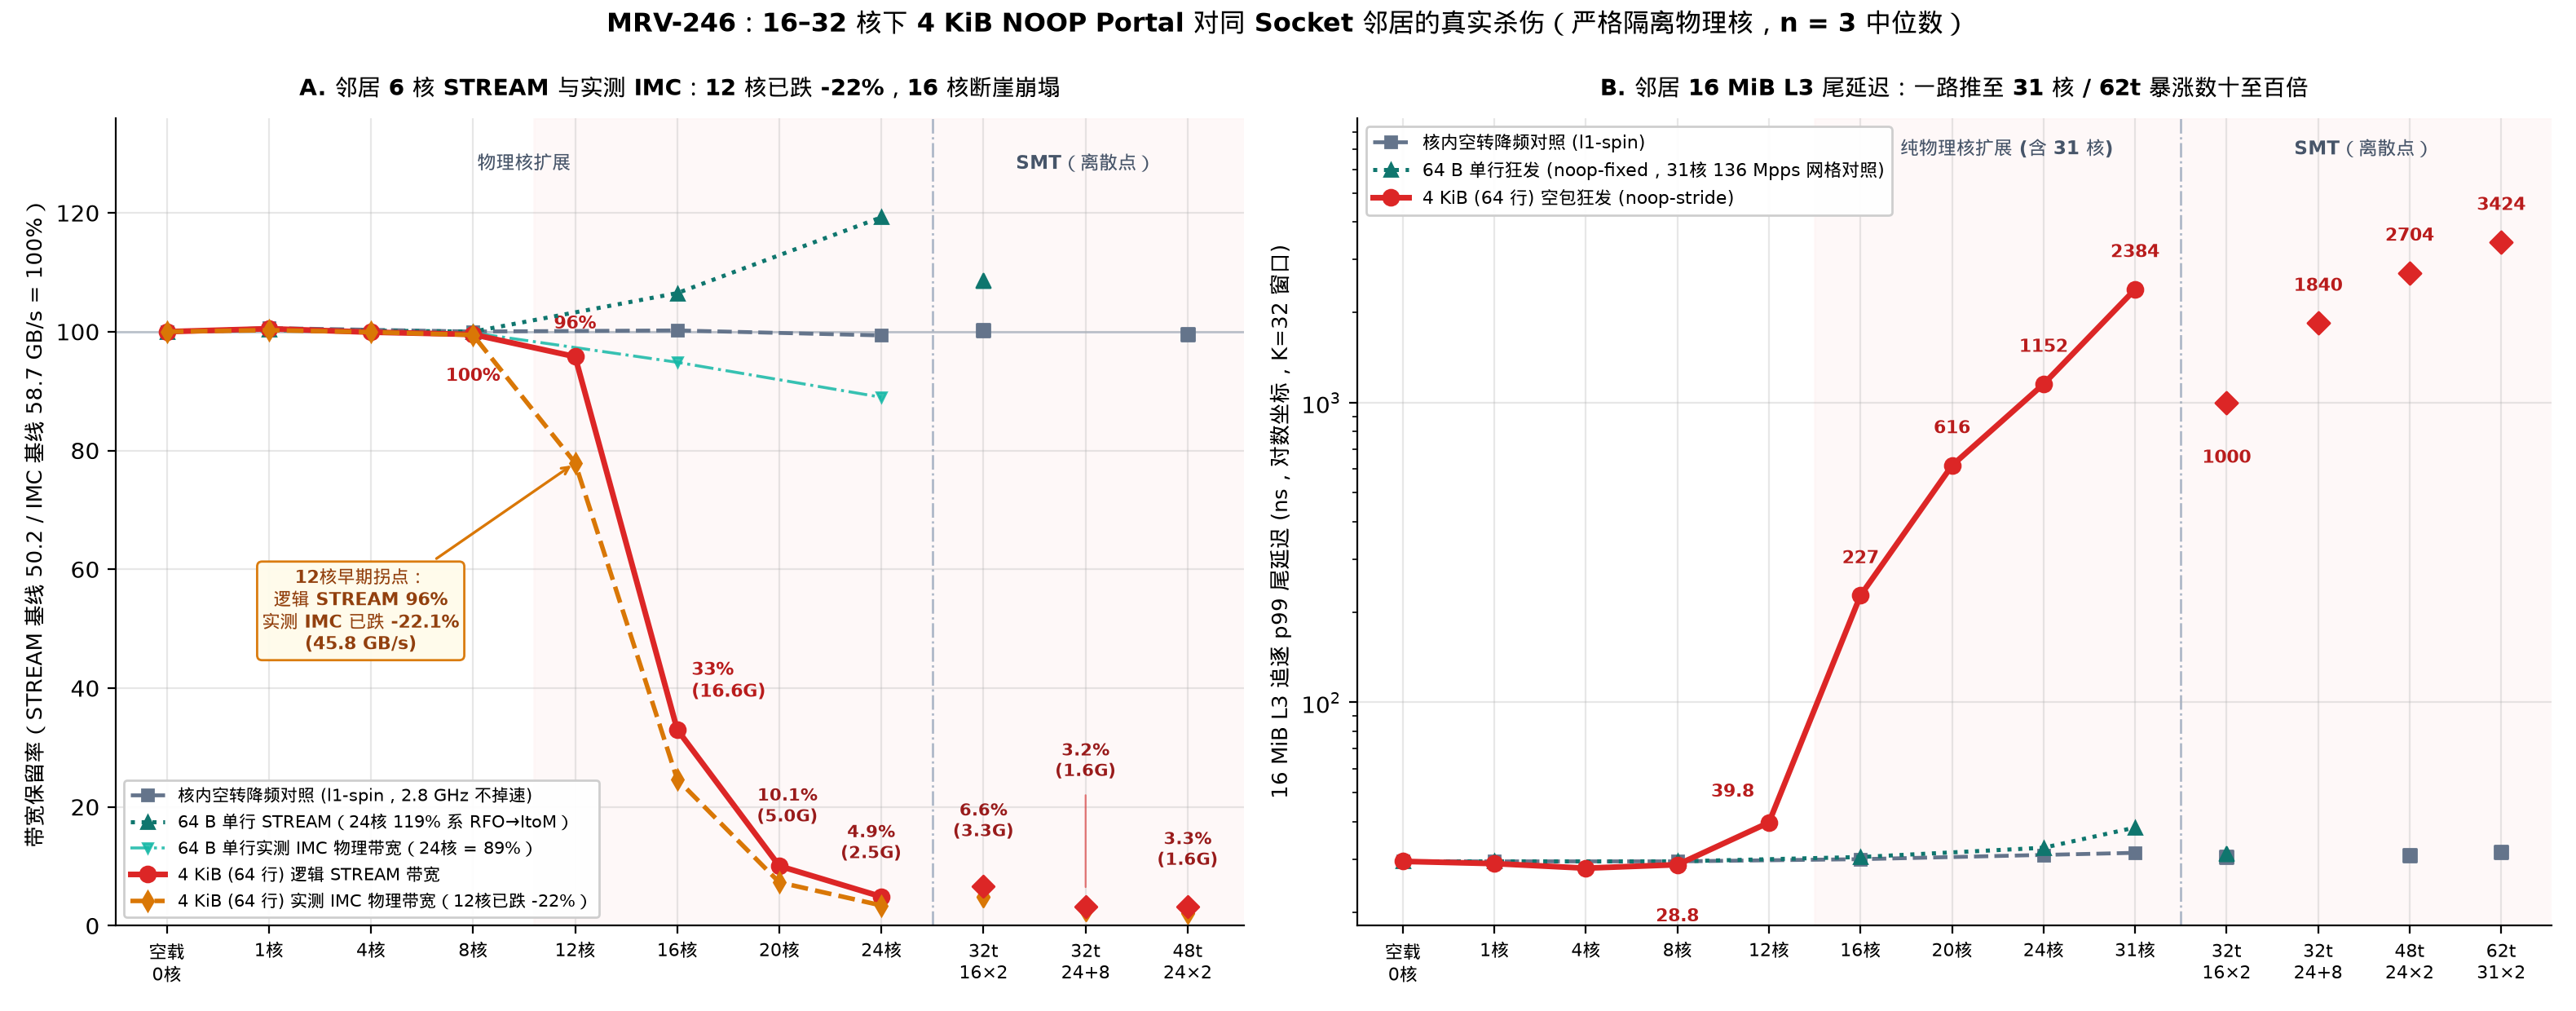 MRV-246：16–32 核下 4 KiB NOOP Portal 对同 Socket 邻居的真实杀伤（严格隔离物理核，n = 3 中位数）
A. 邻居 6 核 STREAM 与实测 IMC：12 核已跌 -22%，16 核断崖崩塌
带宽保留率（STREAM 基线 50.2 / IMC 基线 58.7 GB/s = 100%）
120
100
80
60
40
20
0
物理核扩展
SMT（离散点）
96%
100%
12核早期拐点：
逻辑 STREAM 96%
实测 IMC 已跌 -22.1%
(45.8 GB/s)
33%
(16.6G)
10.1%
(5.0G)
4.9%
(2.5G)
6.6%
(3.3G)
3.2%
(1.6G)
3.3%
(1.6G)
核内空转降频对照 (l1-spin，2.8 GHz 不掉速)
64 B 单行 STREAM（24核 119% 系 RFO→ItoM）
64 B 单行实测 IMC 物理带宽（24核 = 89%）
4 KiB (64 行) 逻辑 STREAM 带宽
4 KiB (64 行) 实测 IMC 物理带宽（12核已跌 -22%）
空载
0核
1核
4核
8核
12核
16核
20核
24核
32t
16×2
32t
24+8
48t
24×2
B. 邻居 16 MiB L3 尾延迟：一路推至 31 核 / 62t 暴涨数十至百倍
16 MiB L3 追逐 p99 尾延迟 (ns，对数坐标，K=32 窗口)
10³
10²
核内空转降频对照 (l1-spin)
64 B 单行狂发 (noop-fixed，31核 136 Mpps 网格对照)
4 KiB (64 行) 空包狂发 (noop-stride)
纯物理核扩展 (含 31 核)
SMT（离散点）
28.8
39.8
227
616
1152
2384
1000
1840
2704
3424
空载
0核
1核
4核
8核
12核
16核
20核
24核
31核
32t
16×2
32t
24+8
48t
24×2
62t
31×2